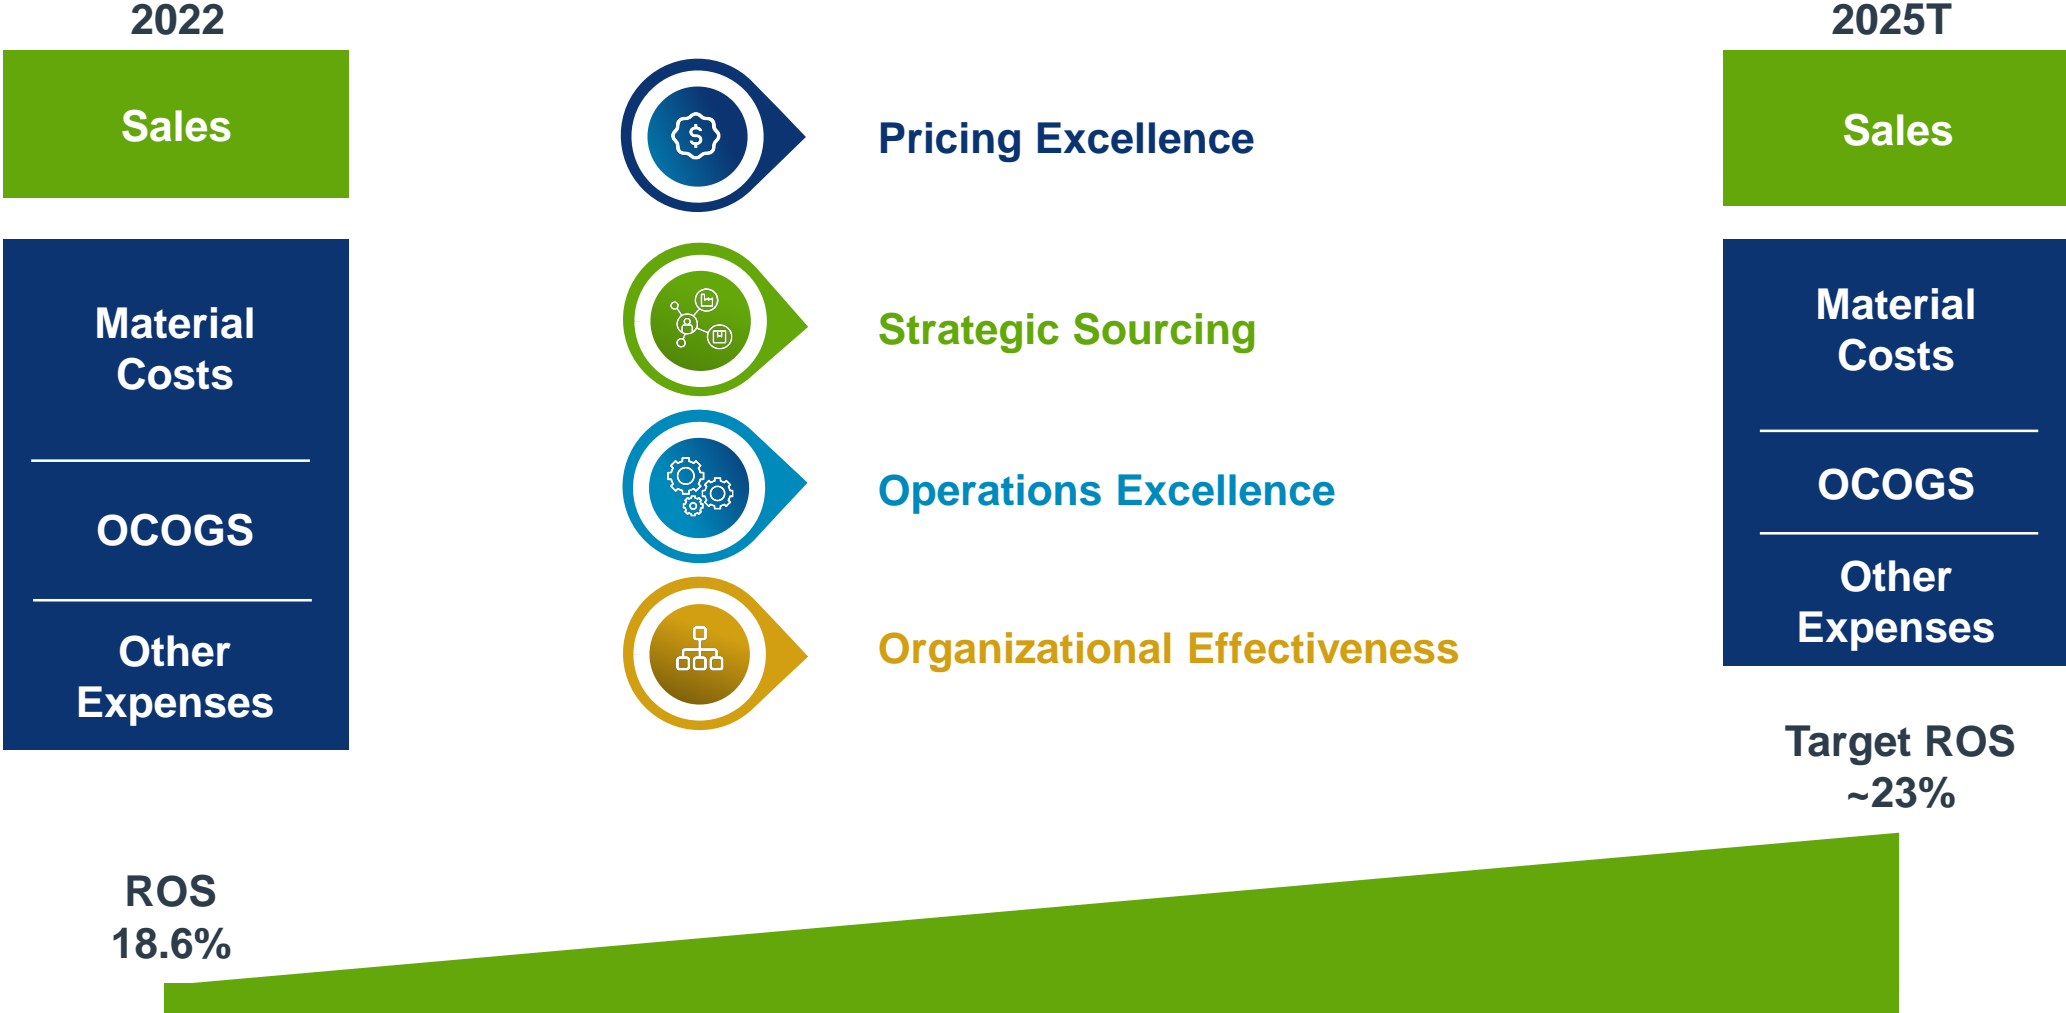 2022
Sales
Material
Costs
OCOGS
Other
Expenses
Pricing Excellence
Strategic Sourcing
Operations Excellence
Organizational Effectiveness
2025T
Sales
Material
Costs
OCOGS
Other
Expenses
ROS
18.6%
Target ROS
~23%